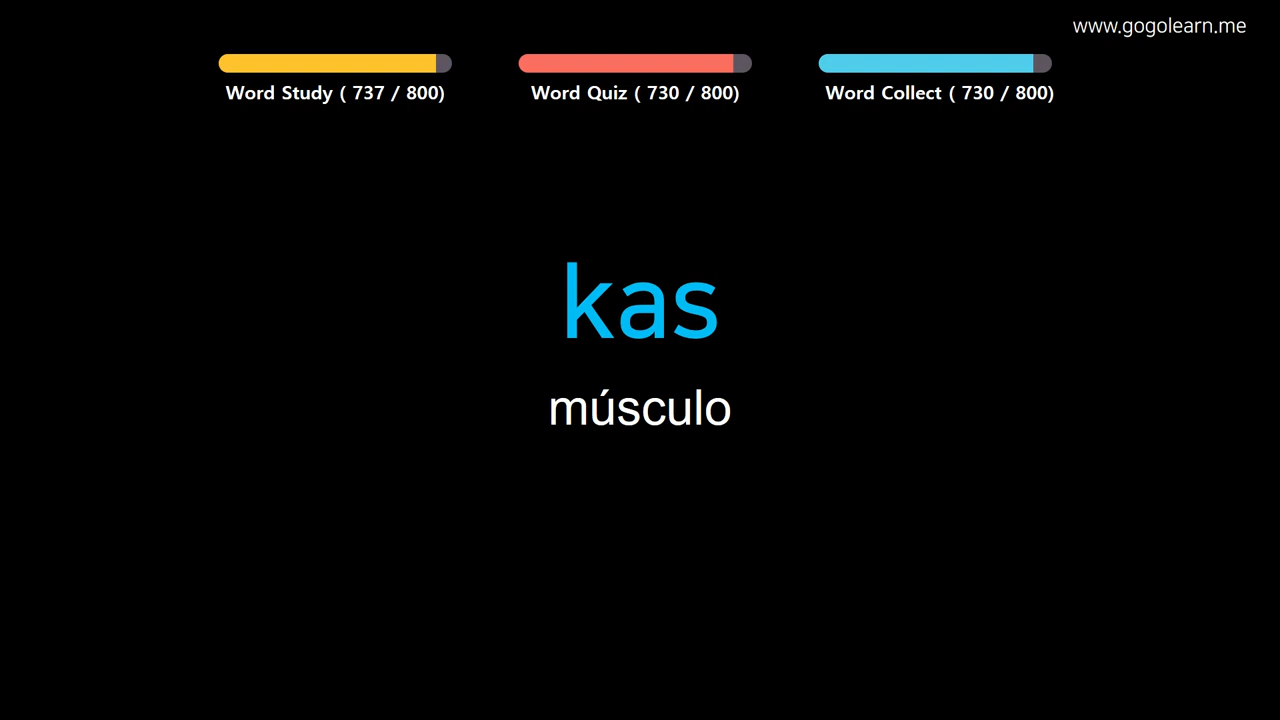 www.gogolearn.me
Word Study ( 737 / 800)
Word Quiz ( 730 / 800)
Word Collect ( 730 / 800)
kas
músculo